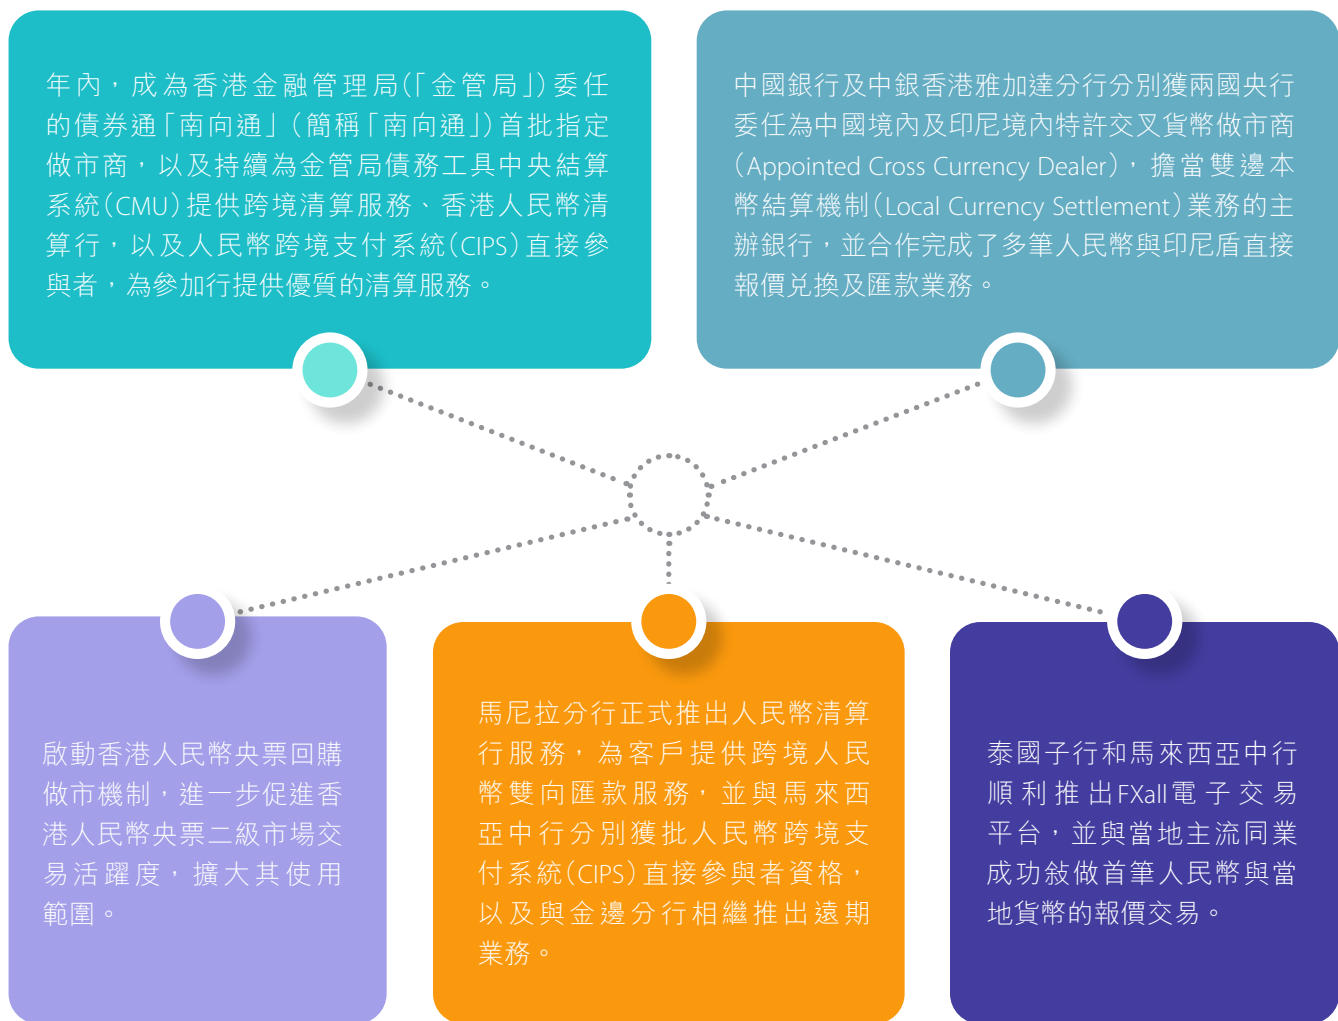 年內，成為香港金融管理局(「金管局」)委任
的債券通「南向通」（簡稱「南向通」)首批指定
做市商，以及持續為金管局債務工具中央結算
系統(CMU)提供跨境清算服務、香港人民幣清
算行，以及人民幣跨境支付系統(CIPS)直接參
與者，為參加行提供優質的清算服務。
中國銀行及中銀香港雅加達分行分別獲兩國央行
委任為中國境內及印尼境內特許交叉貨幣做市商
(Appointed Cross Currency Dealer)，擔當雙邊本
幣結算機制(Local Currency Settlement)業務的主
辦銀行，並合作完成了多筆人民幣與印尼盾直接
報價兌換及匯款業務。
啟動香港人民幣央票回購
做市機制，進一步促進香
港人民幣央票二級市場交
易活躍度，擴大其使用
範圍。
馬尼拉分行正式推出人民幣清算
行服務，為客戶提供跨境人民
幣雙向匯款服務，並與馬來西
亞中行分別獲批人民幣跨境支
付系統(CIPS)直接參與者資格，
以及與金邊分行相繼推出遠期
業務。
泰國子行和馬來西亞中行
順利推出FXall電子交易
平台，並與當地主流同業
成功敍做首筆人民幣與當
地貨幣的報價交易。